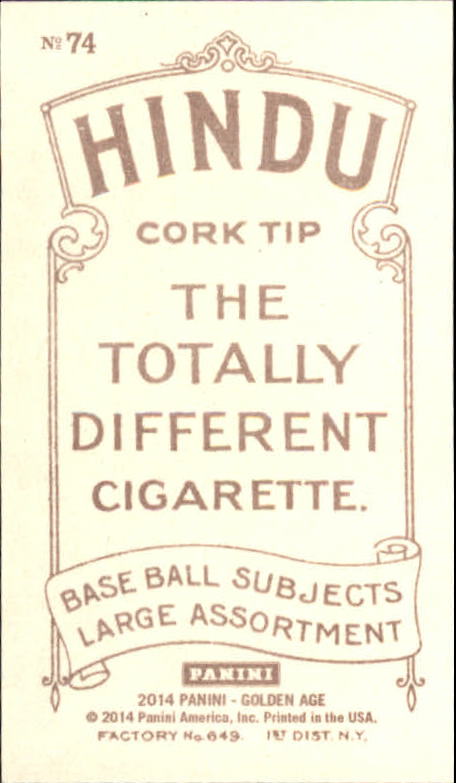 Nº 74
HINDU
CORK TIP
THE
TOTALLY
DIFFERENT
CIGARETTE.
BASE BALL SUBJECTS
LARGE ASSORTMENT
PANINI
2014 PANINI - GOLDEN AGE
© 2014 Panini America, Inc. Printed in the USA.
FACTORY No. 649. 1ST DIST. N.Y.